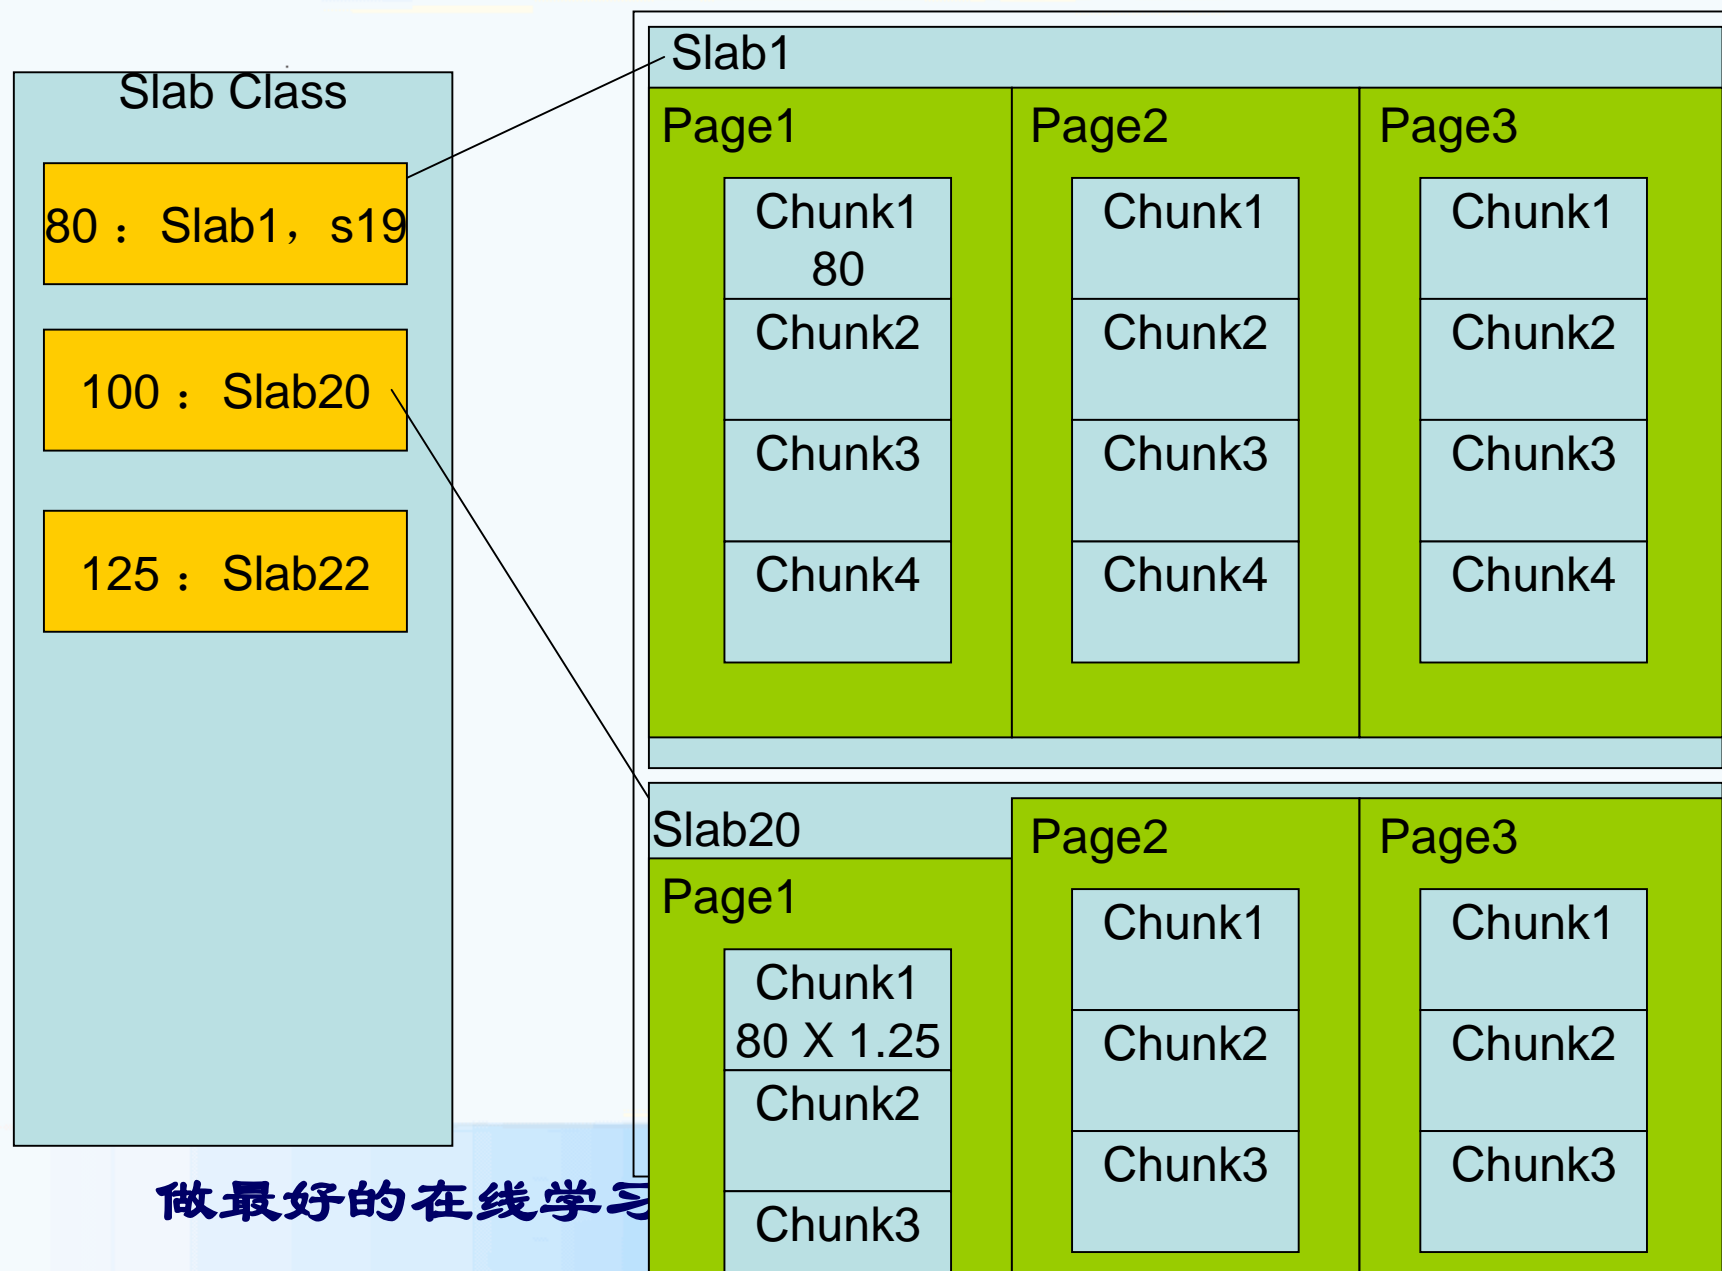 Slab Class
80 ： Slab1，s19
100 ： Slab20
125 ： Slab22
Slab1
Page1
Chunk1
80
Chunk2
Chunk3
Chunk4
Page2
Chunk1
Chunk2
Chunk3
Chunk4
Page3
Chunk1
Chunk2
Chunk3
Chunk4
Slab20
Page1
Chunk1
80 X 1.25
Chunk2
Chunk3
Page2
Chunk1
Chunk2
Chunk3
Page3
Chunk1
Chunk2
Chunk3
做最好的在线学习